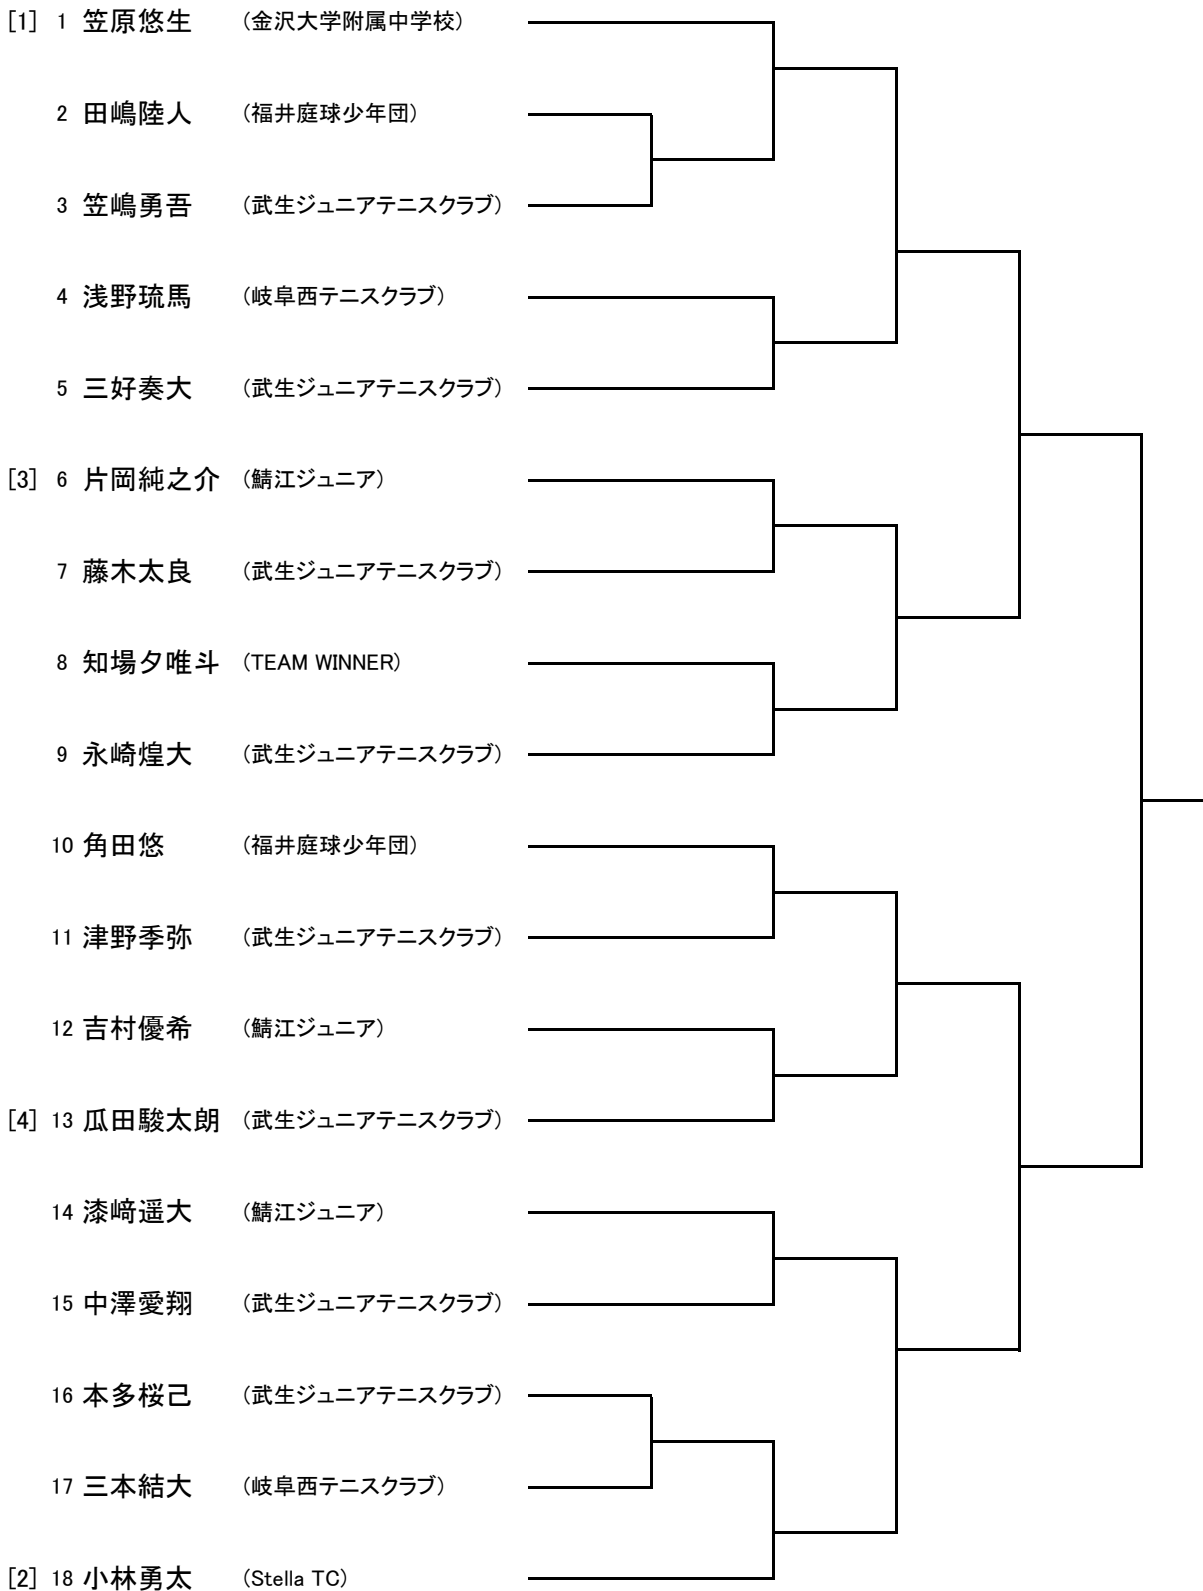 [1] 1 笠原悠生 (金沢大学附属中学校)
2 田嶋陸人 (福井庭球少年団)
3 笠嶋勇吾 (武生ジュニアテニスクラブ)
4 浅野琉馬 (岐阜西テニスクラブ)
5 三好奏大 (武生ジュニアテニスクラブ)
[3] 6 片岡純之介 (鯖江ジュニア)
7 藤木太良 (武生ジュニアテニスクラブ)
8 知場夕唯斗 (TEAM WINNER)
9 永崎煌大 (武生ジュニアテニスクラブ)
10 角田悠 (福井庭球少年団)
11 津野季弥 (武生ジュニアテニスクラブ)
12 吉村優希 (鯖江ジュニア)
[4] 13 瓜田駿太朗 (武生ジュニアテニスクラブ)
14 漆﨑遥大 (鯖江ジュニア)
15 中澤愛翔 (武生ジュニアテニスクラブ)
16 本多桜己 (武生ジュニアテニスクラブ)
17 三本結大 (岐阜西テニスクラブ)
[2] 18 小林勇太 (Stella TC)